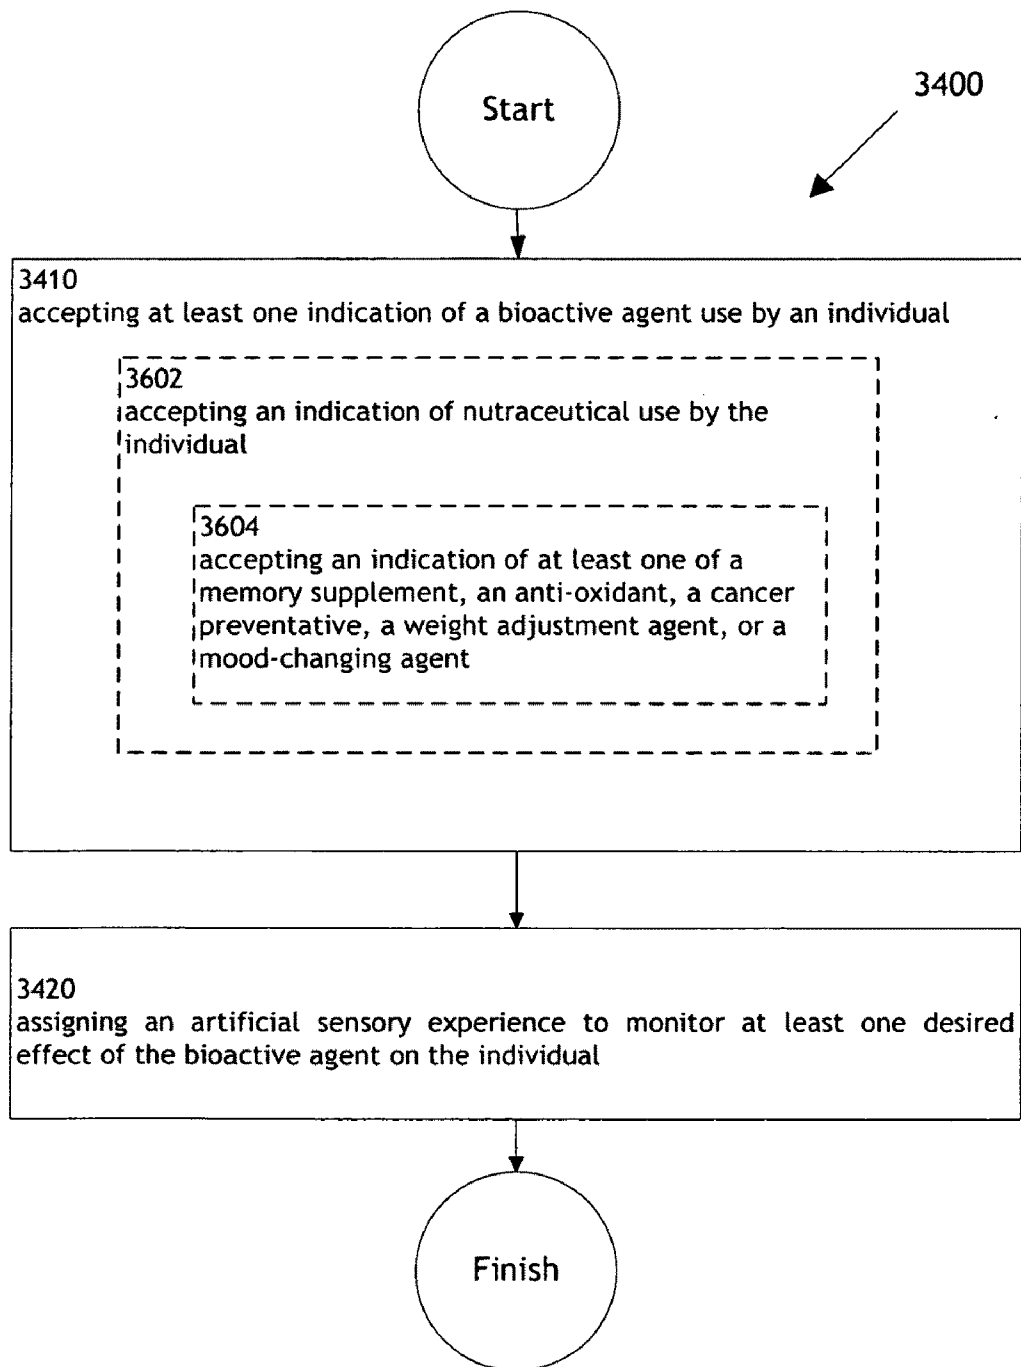 Start
3400
3410
accepting at least one indication of a bioactive agent use by an individual
3602
accepting an indication of nutraceutical use by the
individual
3604
accepting an indication of at least one of a
memory supplement, an anti-oxidant, a cancer
preventative, a weight adjustment agent, or a
mood-changing agent
3420
assigning an artificial sensory experience to monitor at least one desired
effect of the bioactive agent on the individual
Finish